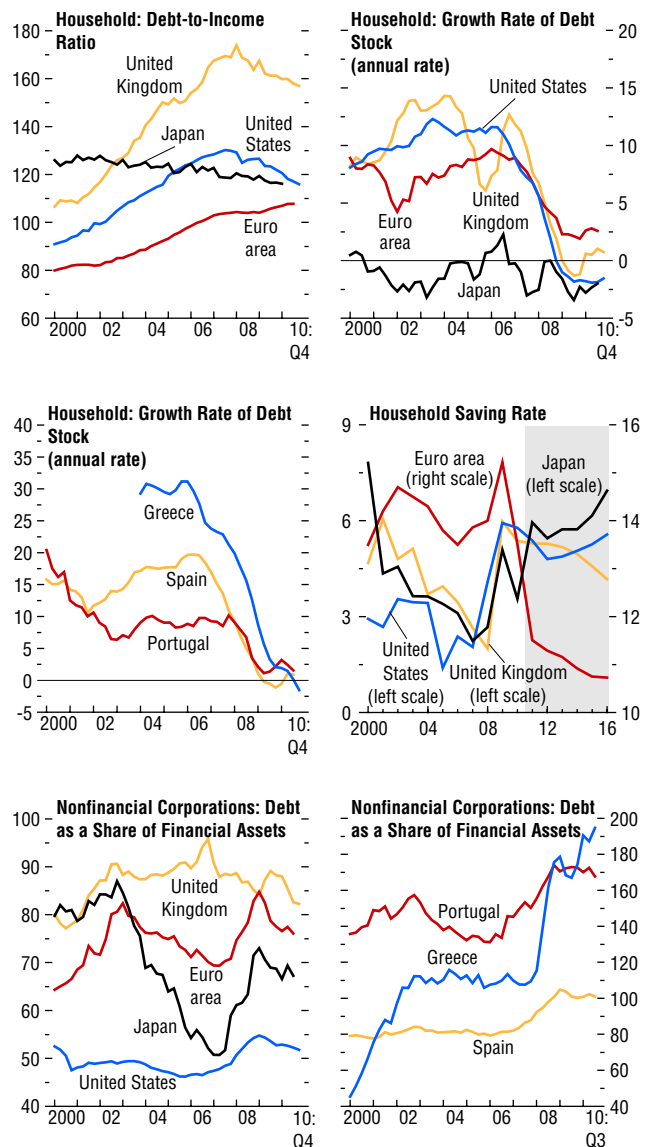 Household: Debt-to-Income
Ratio
180
160
140
120
100
80
60
United
Kingdom
Japan
United
States
Euro
area
2000 02 04 06 08 10:
Q4
Household: Growth Rate of Debt
Stock
(annual rate)
20
15
10
5
0
-5
United States
Euro
area
United
Kingdom
Japan
2000 02 04 06 08 10:
Q4
Household: Growth Rate of Debt
Stock
(annual rate)
40
35
30
25
20
15
10
5
0
-5
Greece
Spain
Portugal
2000 02 04 06 08 10:
Q4
Household Saving Rate
9
6
3
0
16
14
12
10
Euro area
(right scale)
Japan
(left scale)
United
States
(left scale)
United Kingdom
(left scale)
2000 04 08 12 16
Nonfinancial Corporations: Debt
as a Share of Financial Assets
100
90
80
70
60
50
40
United
Kingdom
Euro
area
Japan
United States
2000 02 04 06 08 10:
Q4
Nonfinancial Corporations: Debt
as a Share of Financial Assets
200
180
160
140
120
100
80
60
40
Portugal
Greece
Spain
2000 02 04 06 08 10:
Q3